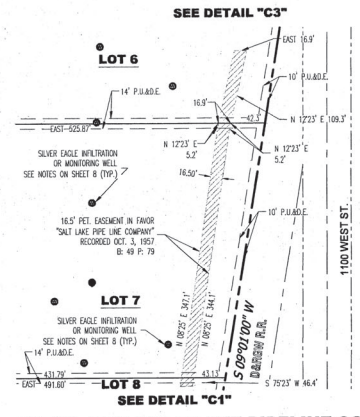 SEE DETAIL "C3"
EAST 16.9'
LOT 6
10' P.U.&D.E.
14' P.U.&D.E.
16.9'
42.3'
N 12°23' E 109.3'
EAST 525.87'
N 12°23' E
5.2'
N 12°23' E
5.2'
SILVER EAGLE INFILTRATION
OR MONITORING WELL
SEE NOTES ON SHEET 8 (TYP.)
16.50'
16.5' PET. EASEMENT IN FAVOR
"SALT LAKE PIPE LINE COMPANY"
RECORDED OCT. 3, 1957
B: 49 P: 79
10' P.U.&D.E.
1100 WEST ST.
LOT 7
N 08°25' E 347.1'
N 08°25' E 344.1'
S 09°01'00" W
D&RGW R.R.
SILVER EAGLE INFILTRATION
OR MONITORING WELL
SEE NOTES ON SHEET 8 (TYP.)
14' P.U.&D.E.
431.79'
43.13'
EAST
491.60'
LOT 8
S 75°23' W 46.4'
SEE DETAIL "C1"